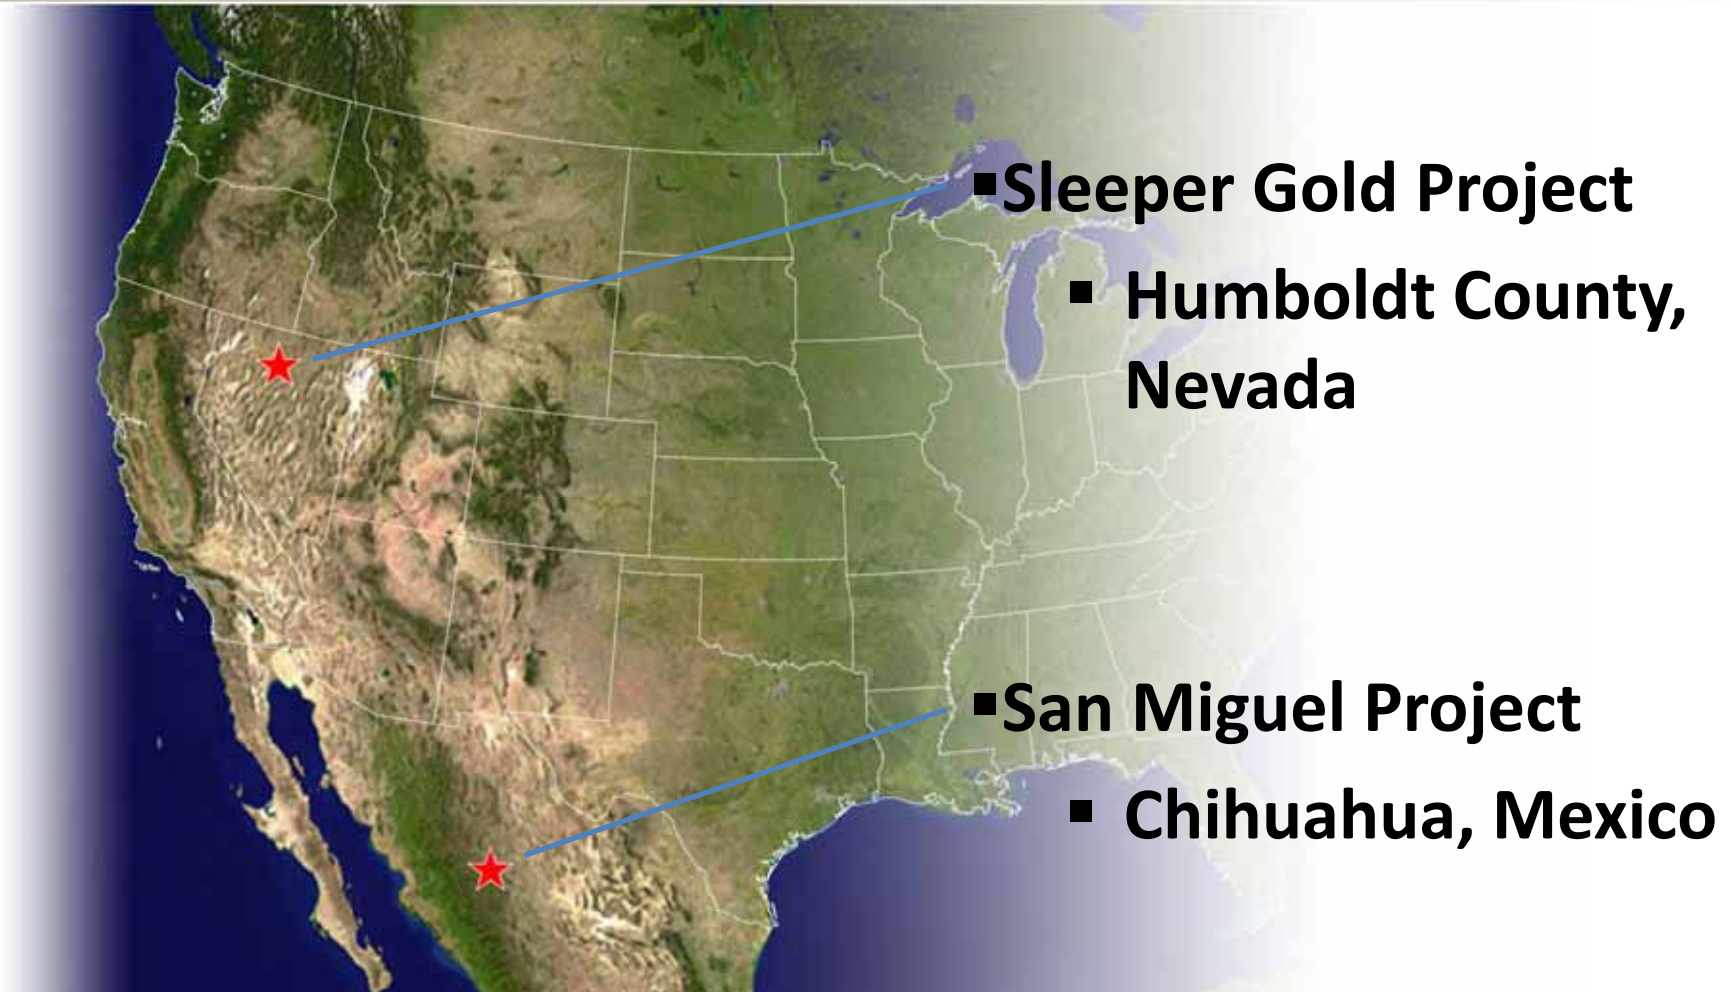 ▪Sleeper Gold Project
▪ Humboldt County,
Nevada
▪San Miguel Project
▪ Chihuahua, Mexico